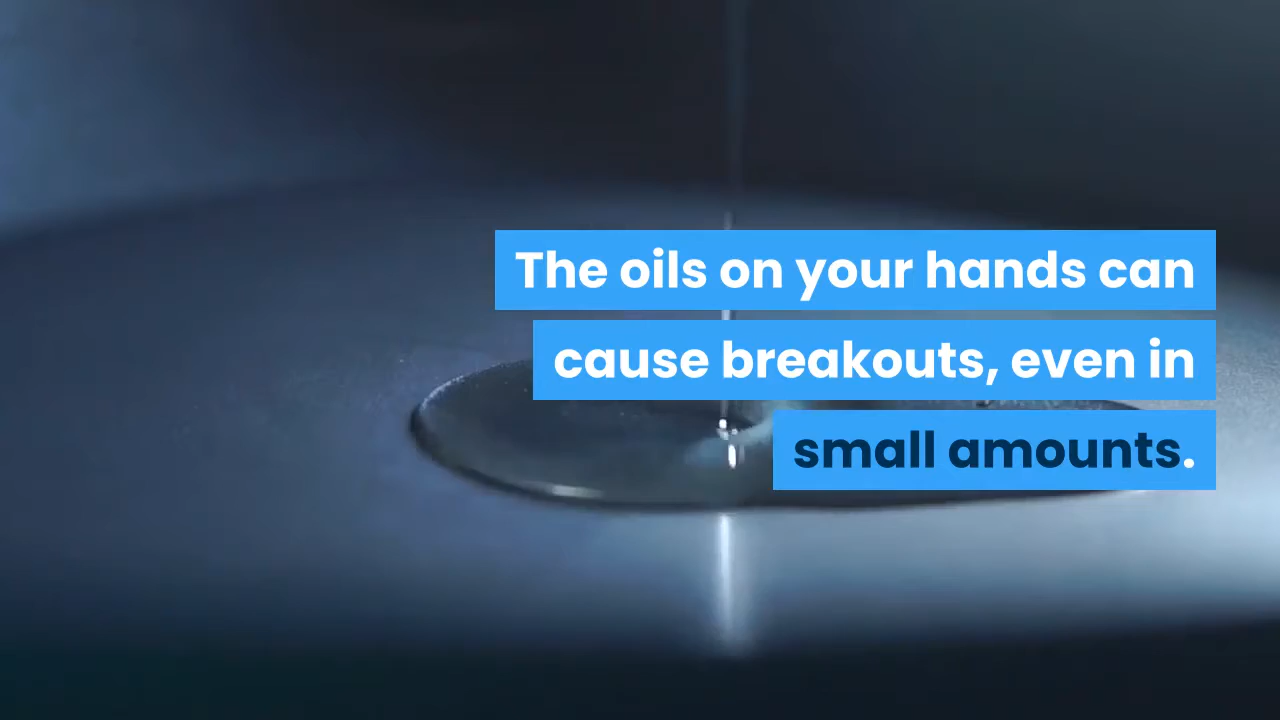 The oils on your hands can
cause breakouts, even in
small amounts.